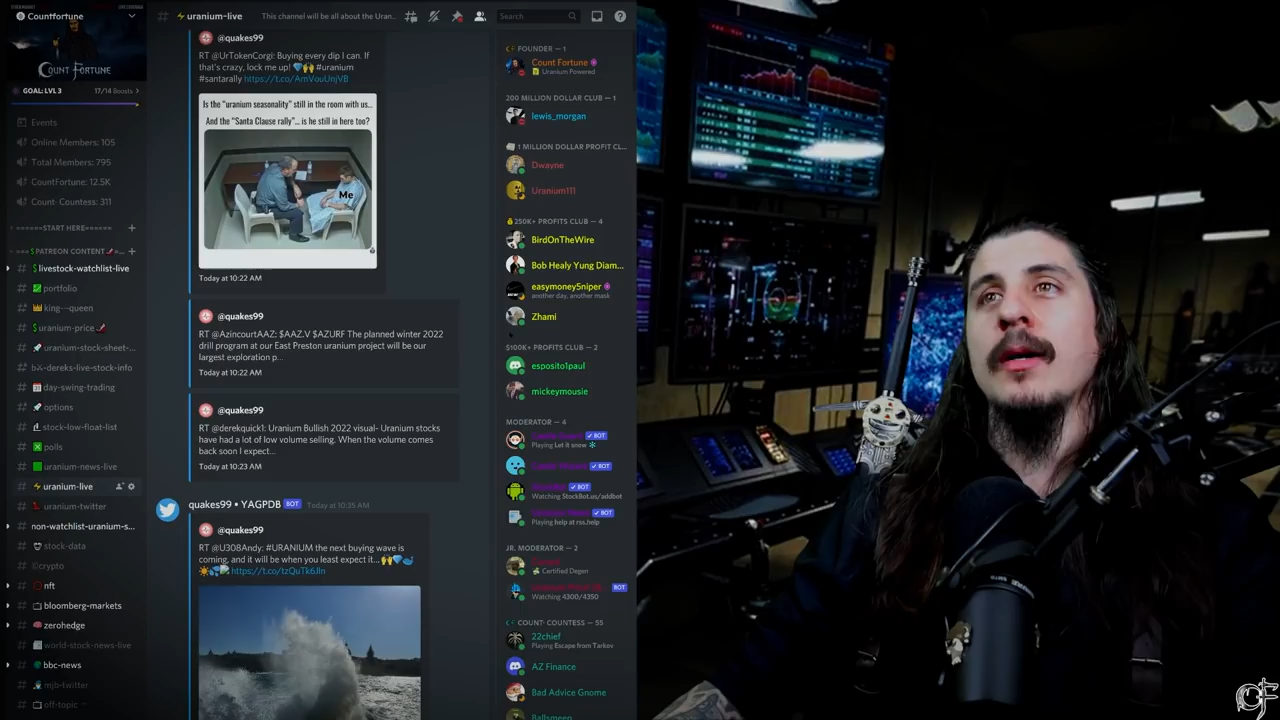 Countfortune
COUNT FORTUNE
GOAL: LVL 3
17/14 Boosts >
Events
Online Members: 105
Total Members: 795
CountFortune: 12.5K
Count- Countess: 311
======START HERE======
PATREON CONTENT
livestock-watchlist-live
portfolio
king--queen
uranium-price
uranium-stock-sheet-...
dereks-live-stock-info
day-swing-trading
options
stock-low-float-list
polls
uranium-news-live
uranium-live
uranium-twitter
non-watchlist-uranium-s...
stock-data
crypto
nft
bloomberg-markets
zerohedge
world-stock-news-live
bbc-news
mjb-twitter
off-topic
# ⚡uranium-live
This channel will be all about the Uran...
Search
@quakes99
RT @UrTokenCorgi: Buying every dip I can. If
that's crazy, lock me up! 💎🙌 #uranium
#santarally https://t.co/AmVouUnjVB
Is the "uranium seasonality" still in the room with us...
And the "Santa Clause rally"... is he still in here too?
Me
Today at 10:22 AM
@quakes99
RT @AzincourtAAZ: $AAZ.V $AZURF The planned winter 2022
drill program at our East Preston uranium project will be our
largest exploration p...
Today at 10:22 AM
@quakes99
RT @derekquick1: Uranium Bullish 2022 visual- Uranium stocks
have had a lot of low volume selling. When the volume comes
back soon I expect...
Today at 10:23 AM
quakes99 • YAGPDB BOT Today at 10:35 AM
@quakes99
RT @U308Andy: #URANIUM the next buying wave is
coming, and it will be when you least expect it...
https://t.co/tzQuTk6Jln
FOUNDER — 1
Count Fortune
Uranium Powered
200 MILLION DOLLAR CLUB — 1
lewis_morgan
1 MILLION DOLLAR PROFIT CL...
Dwayne
Uranium111
250K+ PROFITS CLUB — 4
BirdOnTheWire
Bob Healy Yung Diam...
easymoney5niper
another day, another mask
Zhami
$100K+ PROFITS CLUB — 2
esposito1paul
mickeymousie
MODERATOR — 4
BOT
Playing Let it snow
BOT
BOT
Watching StockBot.us/addbot
BOT
Playing help at rss.help
JR. MODERATOR — 2
Certified Degen
BOT
Watching 4300/4350
COUNT- COUNTESS — 55
22chief
Playing Escape from Tarkov
AZ Finance
Bad Advice Gnome
Ballsmeen